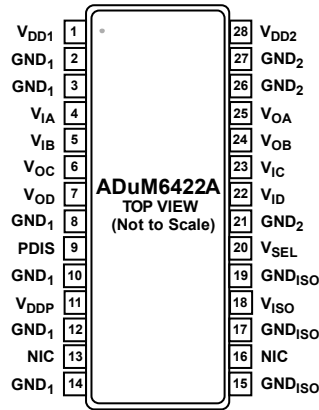 VDD1 1 28 VDD2
GND1 2 27 GND2
GND1 3 26 GND2
VIA 4 25 VOA
VIB 5 24 VOB
VOC 6 23 VIC
VOD 7 22 VID
ADuM6422A
TOP VIEW
(Not to Scale)
GND1 8 21 GND2
PDIS 9 20 VSEL
GND1 10 19 GNDISO
VDDP 11 18 VISO
GND1 12 17 GNDISO
NIC 13 16 NIC
GND1 14 15 GNDISO